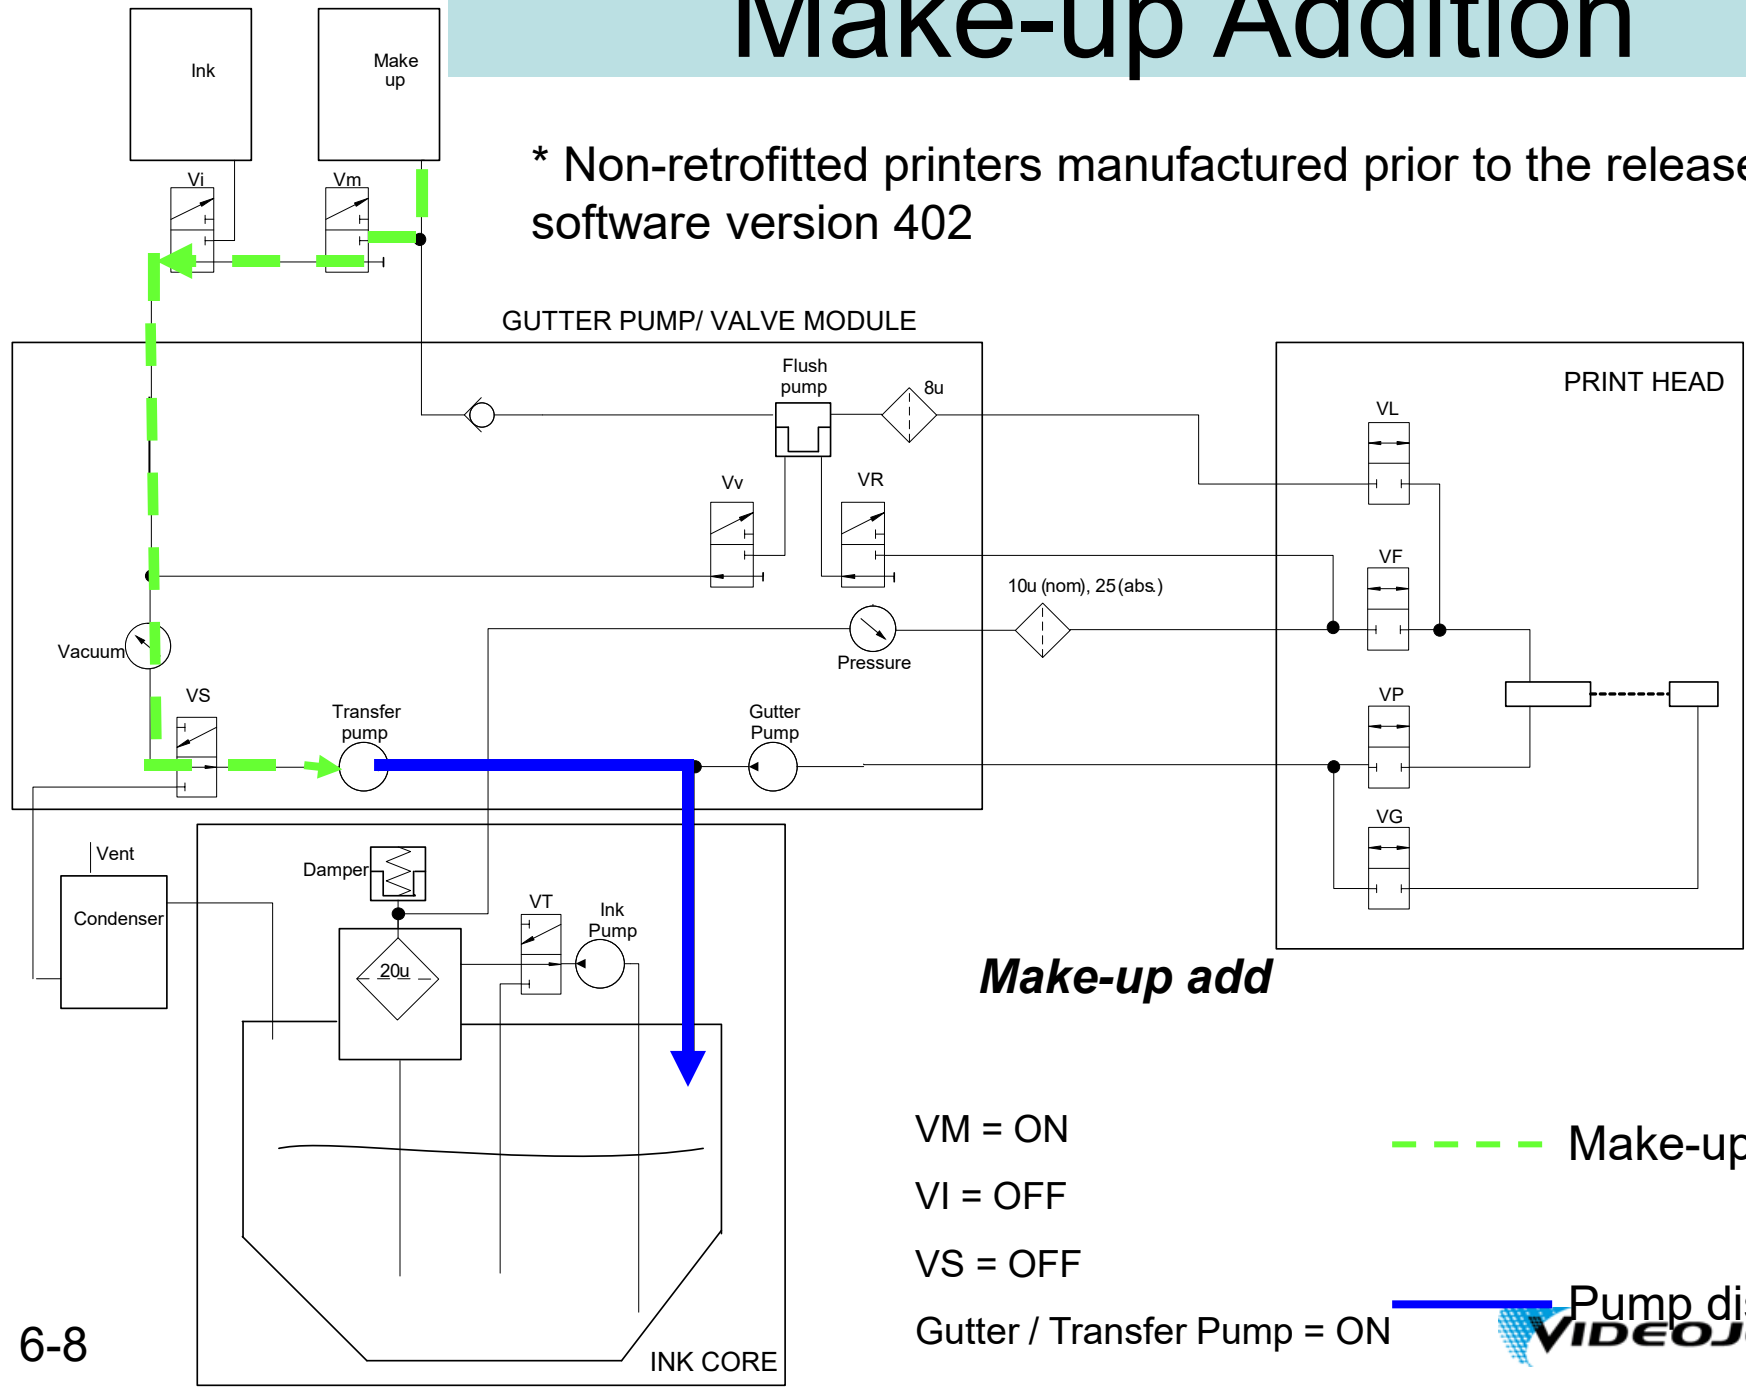 Make-up Addition
* Non-retrofitted printers manufactured prior to the release
software version 402
Ink
Make
up
Vi
Vm
GUTTER PUMP/ VALVE MODULE
Flush
pump
8u
PRINT HEAD
VL
Vv
VR
VF
10u (nom), 25 (abs.)
Vacuum
Pressure
VS
Transfer
pump
Gutter
Pump
VP
VG
Vent
Damper
Condenser
VT
Ink
Pump
20u
Make-up add
VM = ON
Make-up
VI = OFF
VS = OFF
Pump dis
Gutter / Transfer Pump = ON
VIDEOJ
6-8
INK CORE